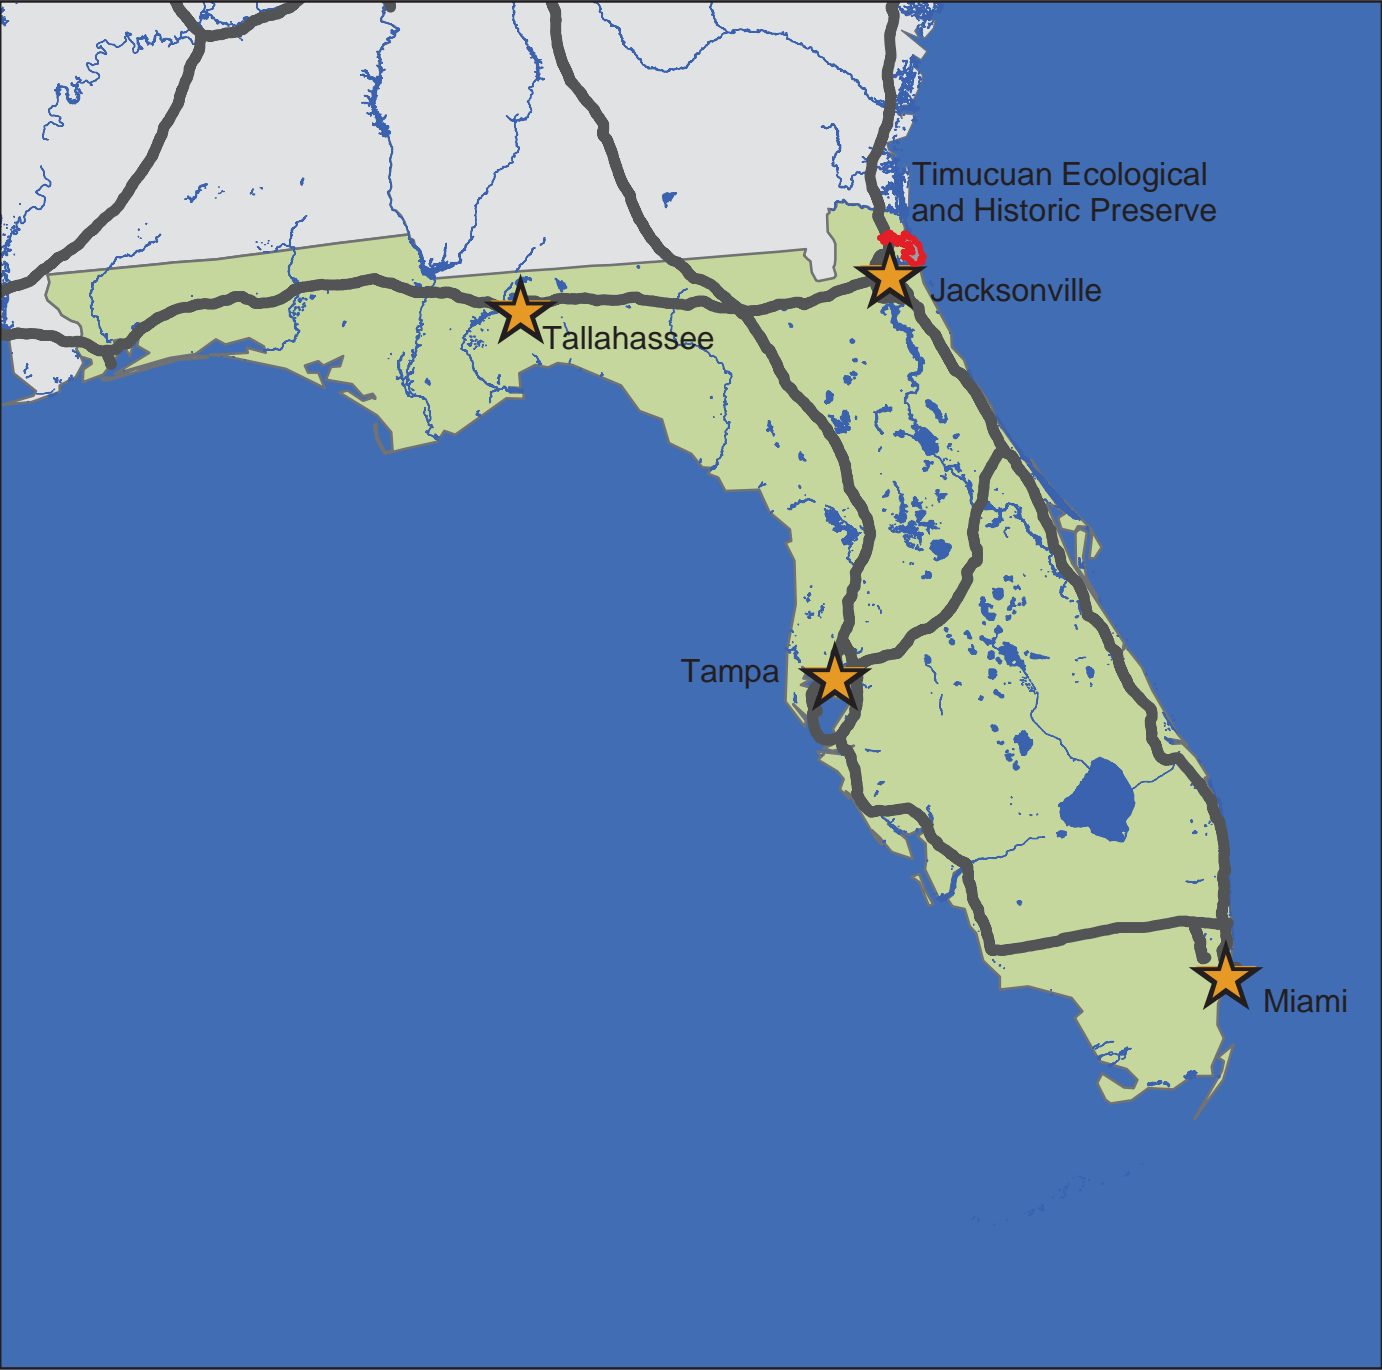 Timucuan Ecological
and Historic Preserve
Jacksonville
Tallahassee
Tampa
Miami